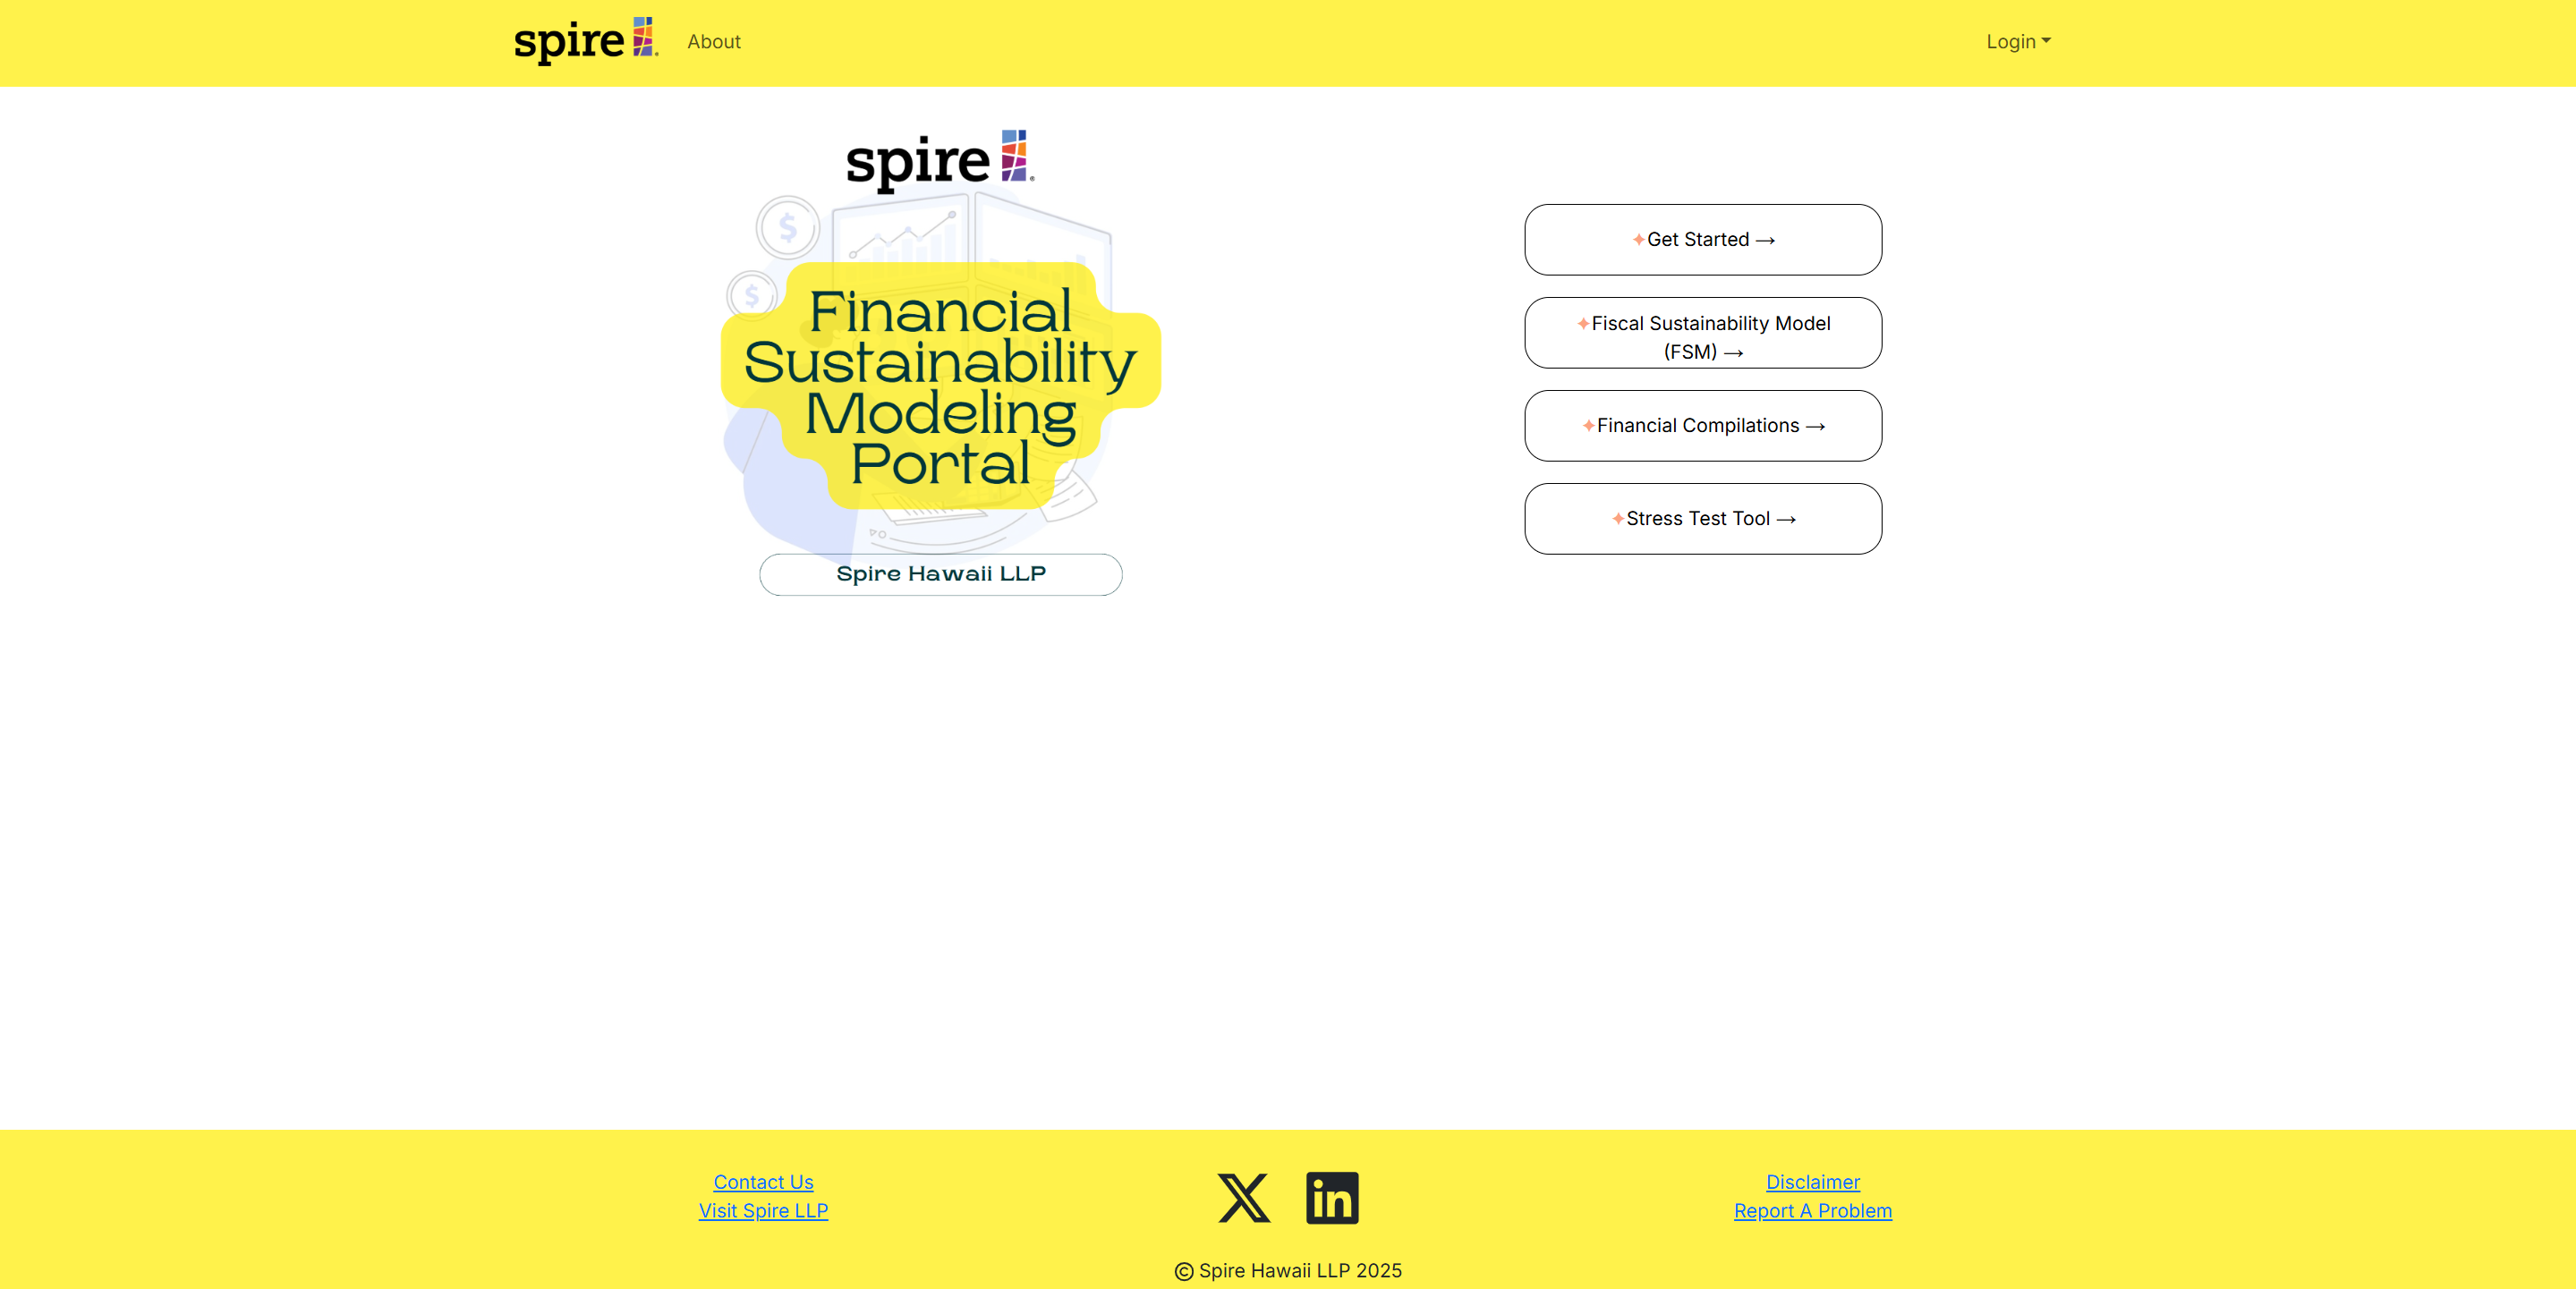 spire
About
Login
spire
Financial
Sustainability
Modeling
Portal
Spire Hawaii LLP
✦Get Started →
✦Fiscal Sustainability Model
(FSM) →
✦Financial Compilations →
✦Stress Test Tool →
Contact Us
Visit Spire LLP
Disclaimer
Report A Problem
© Spire Hawaii LLP 2025